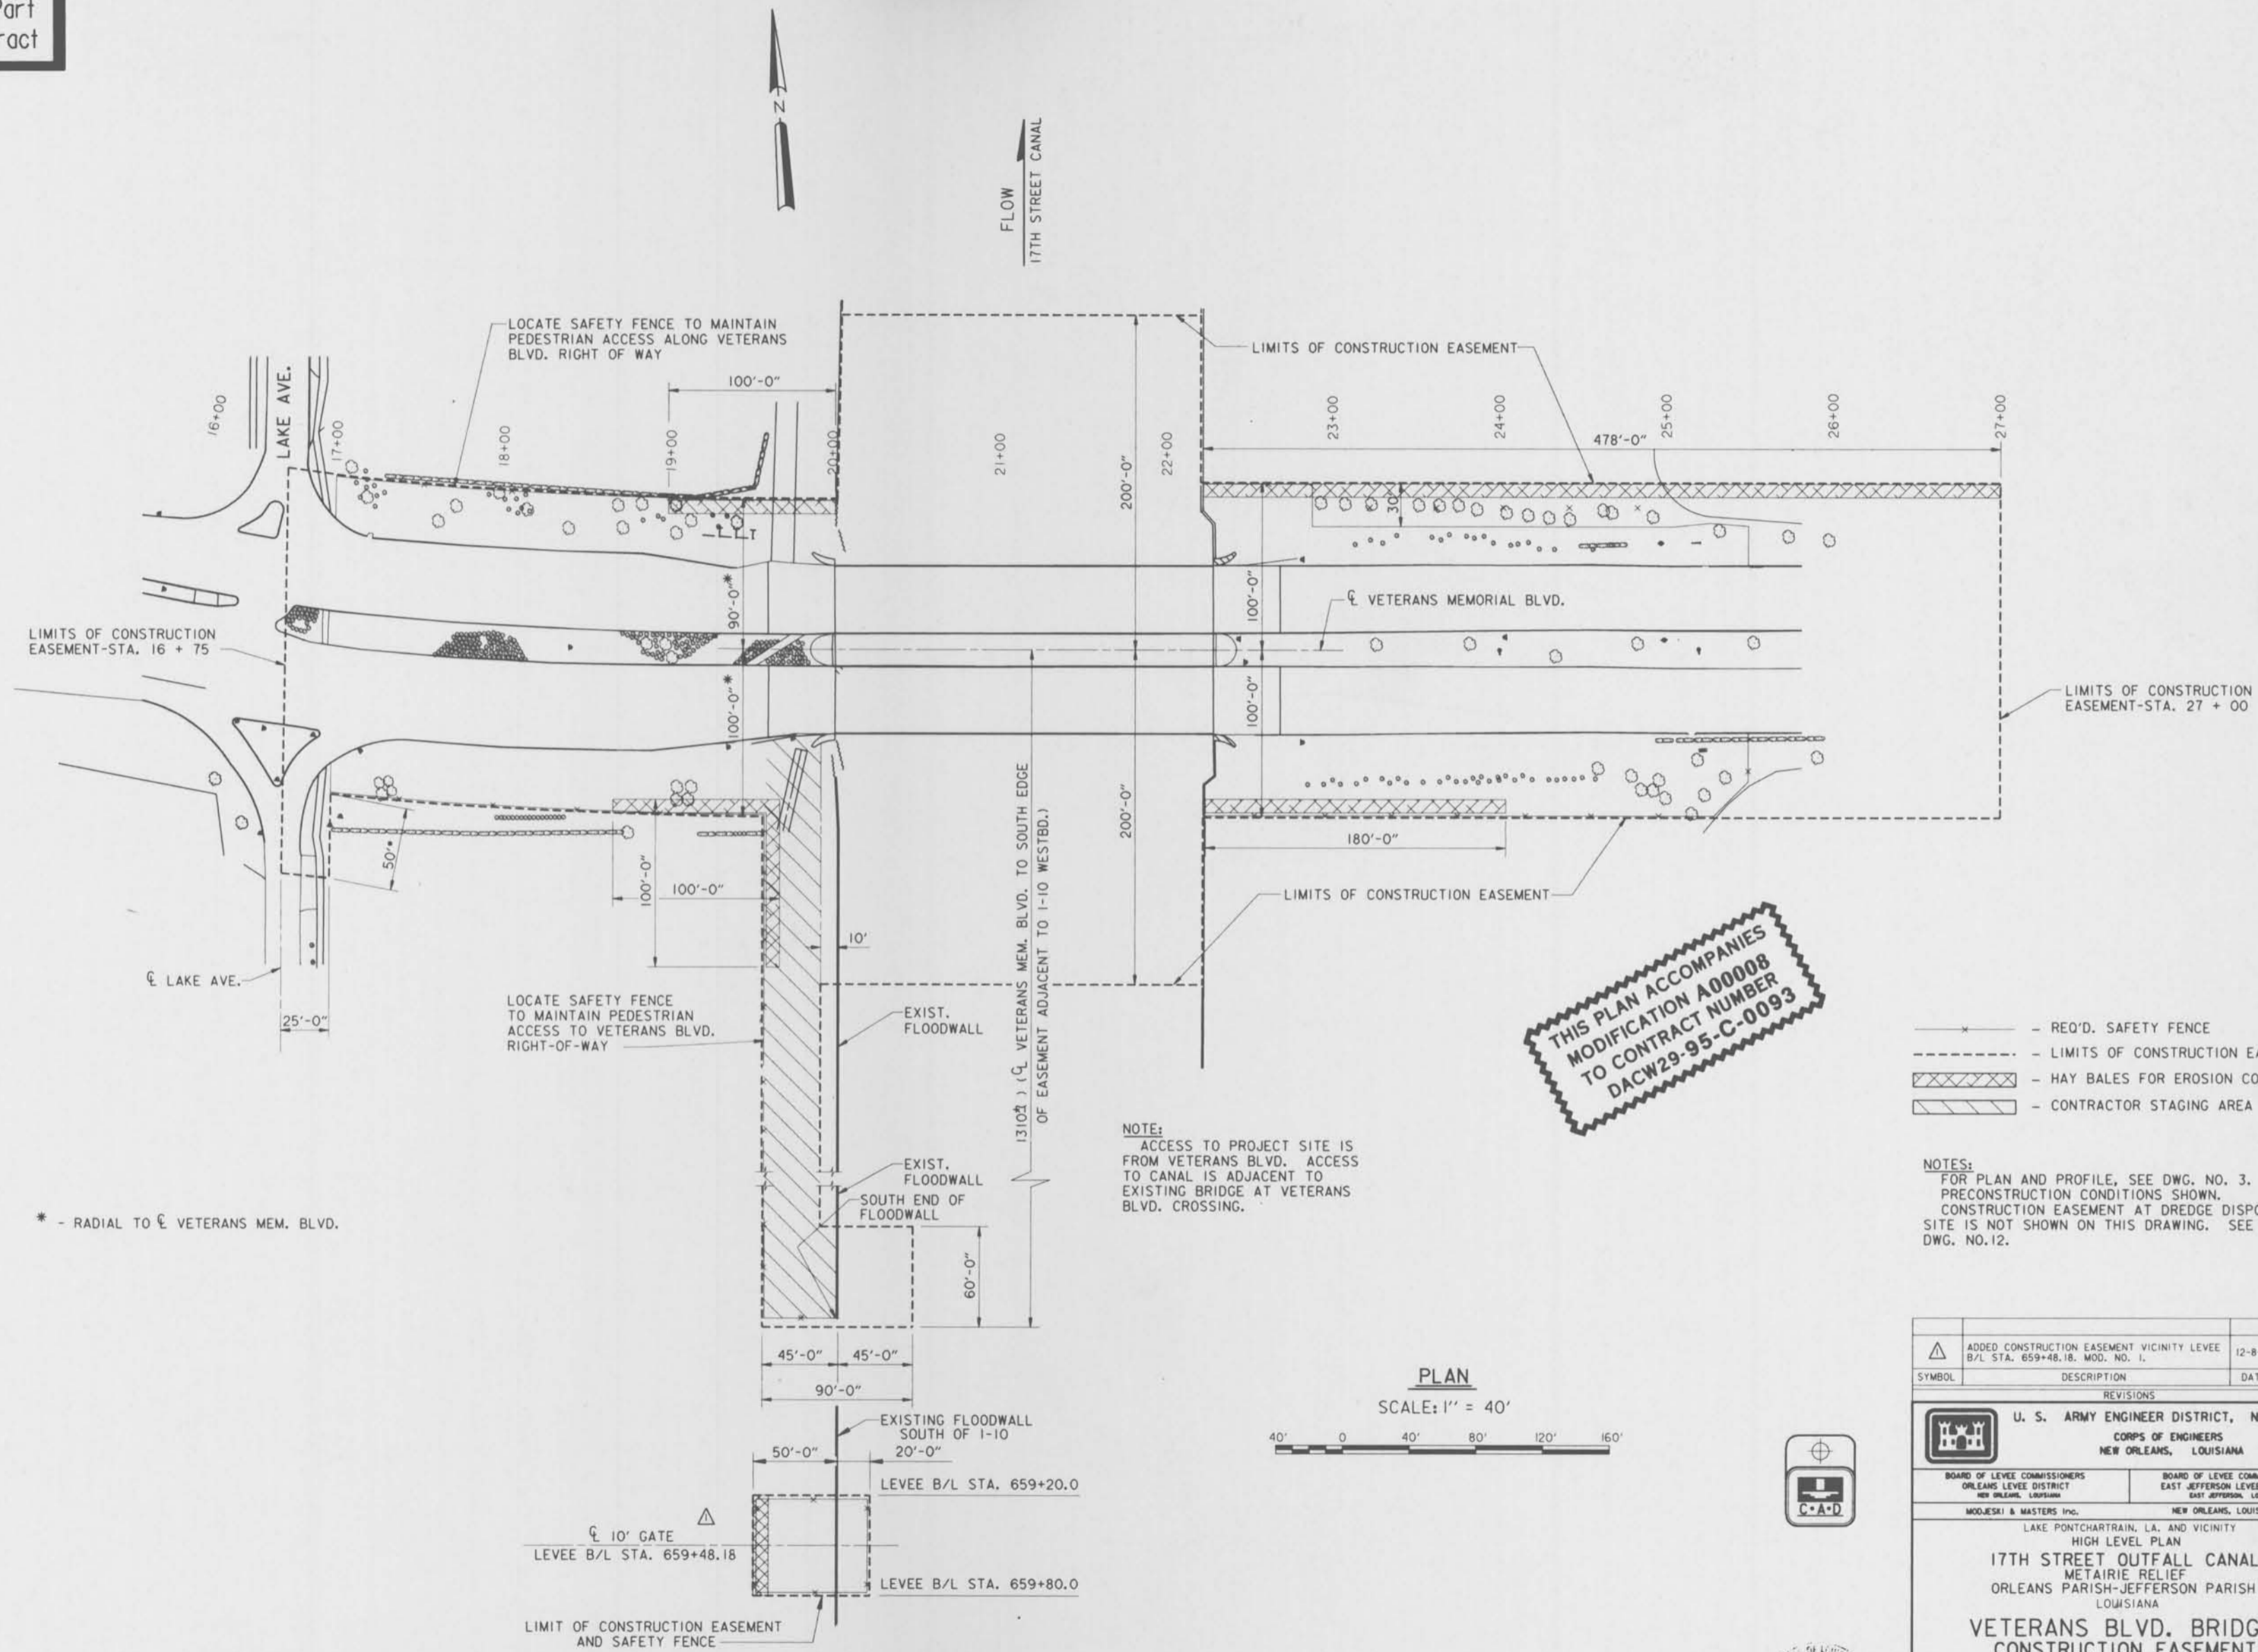 Part
ract
N
FLOW
17TH STREET CANAL
LOCATE SAFETY FENCE TO MAINTAIN
PEDESTRIAN ACCESS ALONG VETERANS
BLVD. RIGHT OF WAY
LIMITS OF CONSTRUCTION EASEMENT
100'-0"
LAKE AVE.
16+00
17+00
18+00
19+00
20+00
21+00
22+00
23+00
24+00
25+00
26+00
27+00
478'-0"
200'-0"
30'
90'-0"*
100'-0"
℄ VETERANS MEMORIAL BLVD.
LIMITS OF CONSTRUCTION
EASEMENT-STA. 16 + 75
100'-0"*
100'-0"
LIMITS OF CONSTRUCTION
EASEMENT-STA. 27 + 00
200'-0"
180'-0"
50'*
100'-0"
100'-0"
10'
LIMITS OF CONSTRUCTION EASEMENT
℄ LAKE AVE.
25'-0"
LOCATE SAFETY FENCE
TO MAINTAIN PEDESTRIAN
ACCESS TO VETERANS BLVD.
RIGHT-OF-WAY
EXIST.
FLOODWALL
1310'± (℄ VETERANS MEM. BLVD. TO SOUTH EDGE
OF EASEMENT ADJACENT TO I-10 WESTBD.)
THIS PLAN ACCOMPANIES
MODIFICATION A00008
TO CONTRACT NUMBER
DACW29-95-C-0093
- REQ'D. SAFETY FENCE
- LIMITS OF CONSTRUCTION EA
- HAY BALES FOR EROSION CO
- CONTRACTOR STAGING AREA
NOTE:
ACCESS TO PROJECT SITE IS
FROM VETERANS BLVD. ACCESS
TO CANAL IS ADJACENT TO
EXISTING BRIDGE AT VETERANS
BLVD. CROSSING.
EXIST.
FLOODWALL
SOUTH END OF
FLOODWALL
NOTES:
FOR PLAN AND PROFILE, SEE DWG. NO. 3.
PRECONSTRUCTION CONDITIONS SHOWN.
CONSTRUCTION EASEMENT AT DREDGE DISPO
SITE IS NOT SHOWN ON THIS DRAWING. SEE
DWG. NO.12.
* - RADIAL TO ℄ VETERANS MEM. BLVD.
60'-0"
45'-0"
45'-0"
90'-0"
PLAN
SCALE: 1" = 40'
40' 0 40' 80' 120' 160'
EXISTING FLOODWALL
SOUTH OF I-10
50'-0"
20'-0"
LEVEE B/L STA. 659+20.0
1
℄ 10' GATE
LEVEE B/L STA. 659+48.18
LEVEE B/L STA. 659+80.0
LIMIT OF CONSTRUCTION EASEMENT
AND SAFETY FENCE
C•A•D
1 ADDED CONSTRUCTION EASEMENT VICINITY LEVEE 12-8
B/L STA. 659+48.18. MOD. NO. 1.
SYMBOL DESCRIPTION DAT
REVISIONS
U. S. ARMY ENGINEER DISTRICT, N
CORPS OF ENGINEERS
NEW ORLEANS, LOUISIANA
BOARD OF LEVEE COMMISSIONERS
ORLEANS LEVEE DISTRICT
NEW ORLEANS, LOUISIANA
BOARD OF LEVEE COMM
EAST JEFFERSON LEVEE
EAST JEFFERSON, LO
MODJESKI & MASTERS Inc. NEW ORLEANS, LOUIS
LAKE PONTCHARTRAIN, LA. AND VICINITY
HIGH LEVEL PLAN
17TH STREET OUTFALL CANAL
METAIRIE RELIEF
ORLEANS PARISH-JEFFERSON PARISH
LOUISIANA
VETERANS BLVD. BRIDG
CONSTRUCTION EASEMEN